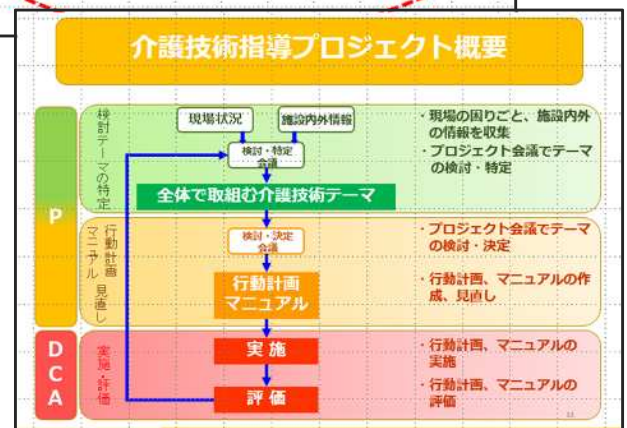 介護技術指導プロジェクト概要
P
検討テーマの特定
現場状況
施設内外情報
検討・特定
会議
全体で取組む介護技術テーマ
・現場の困りごと、施設内外
の情報を収集
・プロジェクト会議でテーマ
の検討・特定
行動計画
マニュアル 見直し
検討・決定
会議
行動計画
マニュアル
・プロジェクト会議でテーマ
の検討・決定
・行動計画、マニュアルの作
成、見直し
D
C
A
実施・評価
実 施
評 価
・行動計画、マニュアルの
実施
・行動計画、マニュアルの
評価